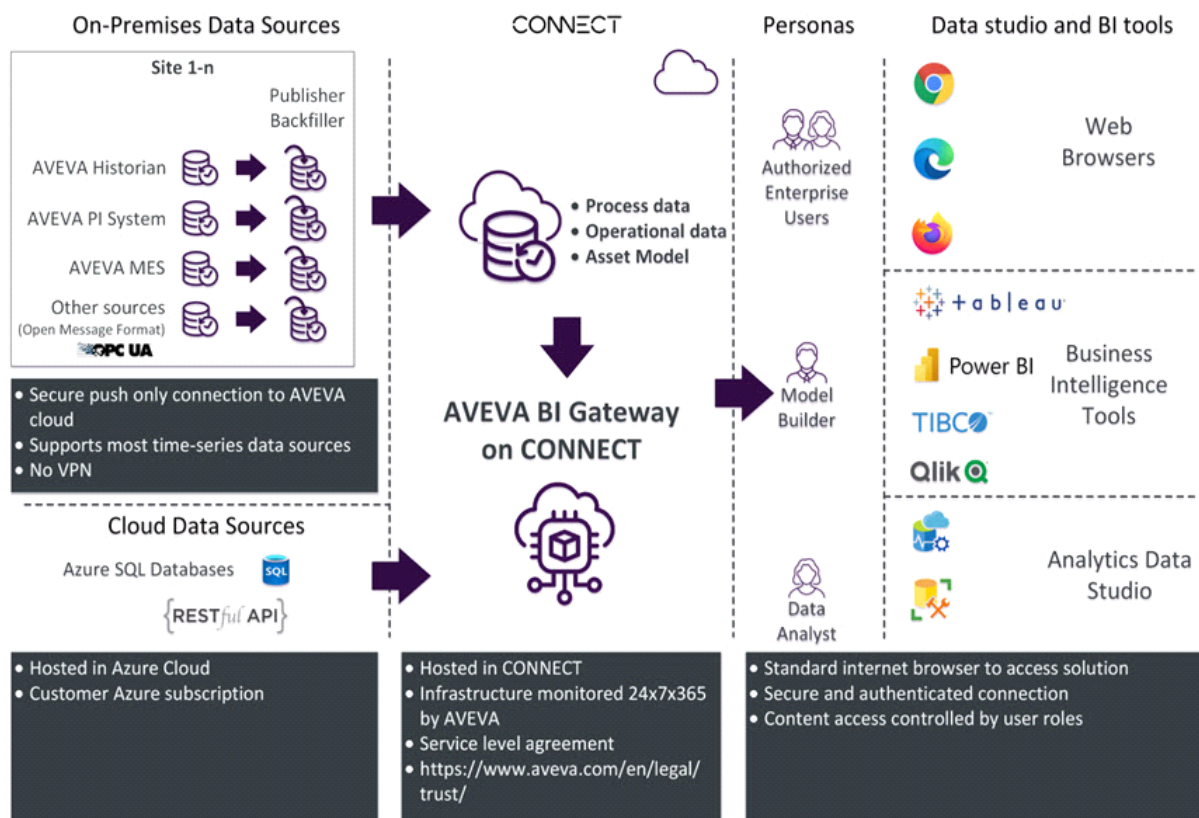 On-Premises Data Sources
Site 1-n
Publisher
Backfiller
AVEVA Historian
AVEVA PI System
AVEVA MES
Other sources
(Open Message Format)
OPC UA
• Secure push only connection to AVEVA
cloud
• Supports most time-series data sources
• No VPN
Cloud Data Sources
Azure SQL Databases
SQL
{RESTful API}
• Hosted in Azure Cloud
• Customer Azure subscription
CONNECT
• Process data
• Operational data
• Asset Model
AVEVA BI Gateway
on CONNECT
• Hosted in CONNECT
• Infrastructure monitored 24x7x365
by AVEVA
• Service level agreement
• https://www.aveva.com/en/legal/
trust/
Personas
Authorized
Enterprise
Users
Model
Builder
Data
Analyst
Data studio and BI tools
Web
Browsers
+ableau
Power BI
TIBCO™
Qlik
Business
Intelligence
Tools
Analytics Data
Studio
• Standard internet browser to access solution
• Secure and authenticated connection
• Content access controlled by user roles